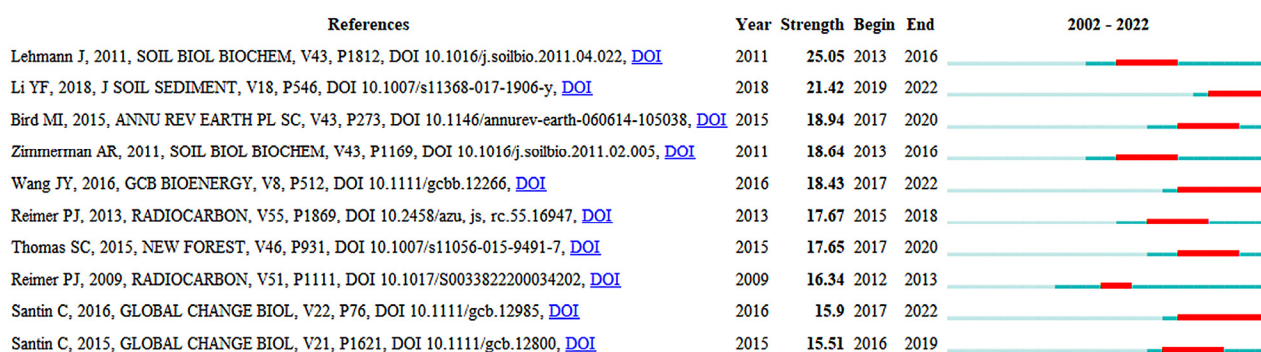 References Year Strength Begin End 2002 - 2022
Lehmann J, 2011, SOIL BIOL BIOCHEM, V43, P1812, DOI 10.1016/j.soilbio.2011.04.022, DOI 2011 25.05 2013 2016
Li YF, 2018, J SOIL SEDIMENT, V18, P546, DOI 10.1007/s11368-017-1906-y, DOI 2018 21.42 2019 2022
Bird MI, 2015, ANNU REV EARTH PL SC, V43, P273, DOI 10.1146/annurev-earth-060614-105038, DOI 2015 18.94 2017 2020
Zimmerman AR, 2011, SOIL BIOL BIOCHEM, V43, P1169, DOI 10.1016/j.soilbio.2011.02.005, DOI 2011 18.64 2013 2016
Wang JY, 2016, GCB BIOENERGY, V8, P512, DOI 10.1111/gcbb.12266, DOI 2016 18.43 2017 2022
Reimer PJ, 2013, RADIOCARBON, V55, P1869, DOI 10.2458/azu, js, rc.55.16947, DOI 2013 17.67 2015 2018
Thomas SC, 2015, NEW FOREST, V46, P931, DOI 10.1007/s11056-015-9491-7, DOI 2015 17.65 2017 2020
Reimer PJ, 2009, RADIOCARBON, V51, P1111, DOI 10.1017/S0033822200034202, DOI 2009 16.34 2012 2013
Santin C, 2016, GLOBAL CHANGE BIOL, V22, P76, DOI 10.1111/gcb.12985, DOI 2016 15.9 2017 2022
Santin C, 2015, GLOBAL CHANGE BIOL, V21, P1621, DOI 10.1111/gcb.12800, DOI 2015 15.51 2016 2019